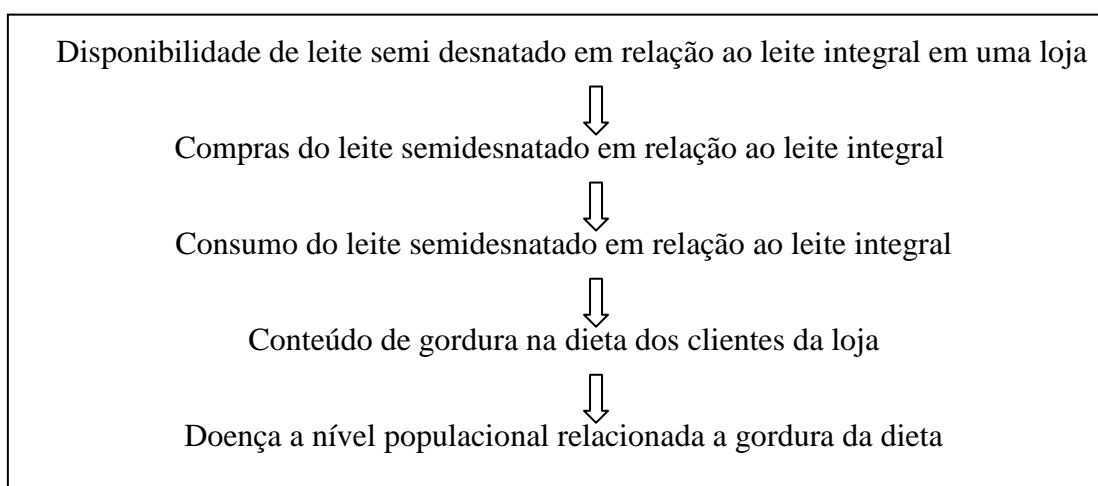 Disponibilidade de leite semi desnatado em relação ao leite integral em uma loja
Compras do leite semidesnatado em relação ao leite integral
Consumo do leite semidesnatado em relação ao leite integral
Conteúdo de gordura na dieta dos clientes da loja
Doença a nível populacional relacionada a gordura da dieta